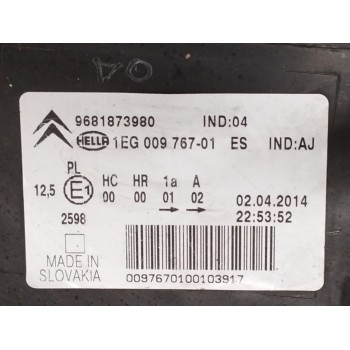 OA
9681873980 IND:04
HELLA 1EG 009 767-01 ES IND:AJ
PL HC HR 1a A
12,5 E1 00 00 01 02 02.04.2014
2598 22:53:52
MADE IN
SLOVAKIA
0097670100103917